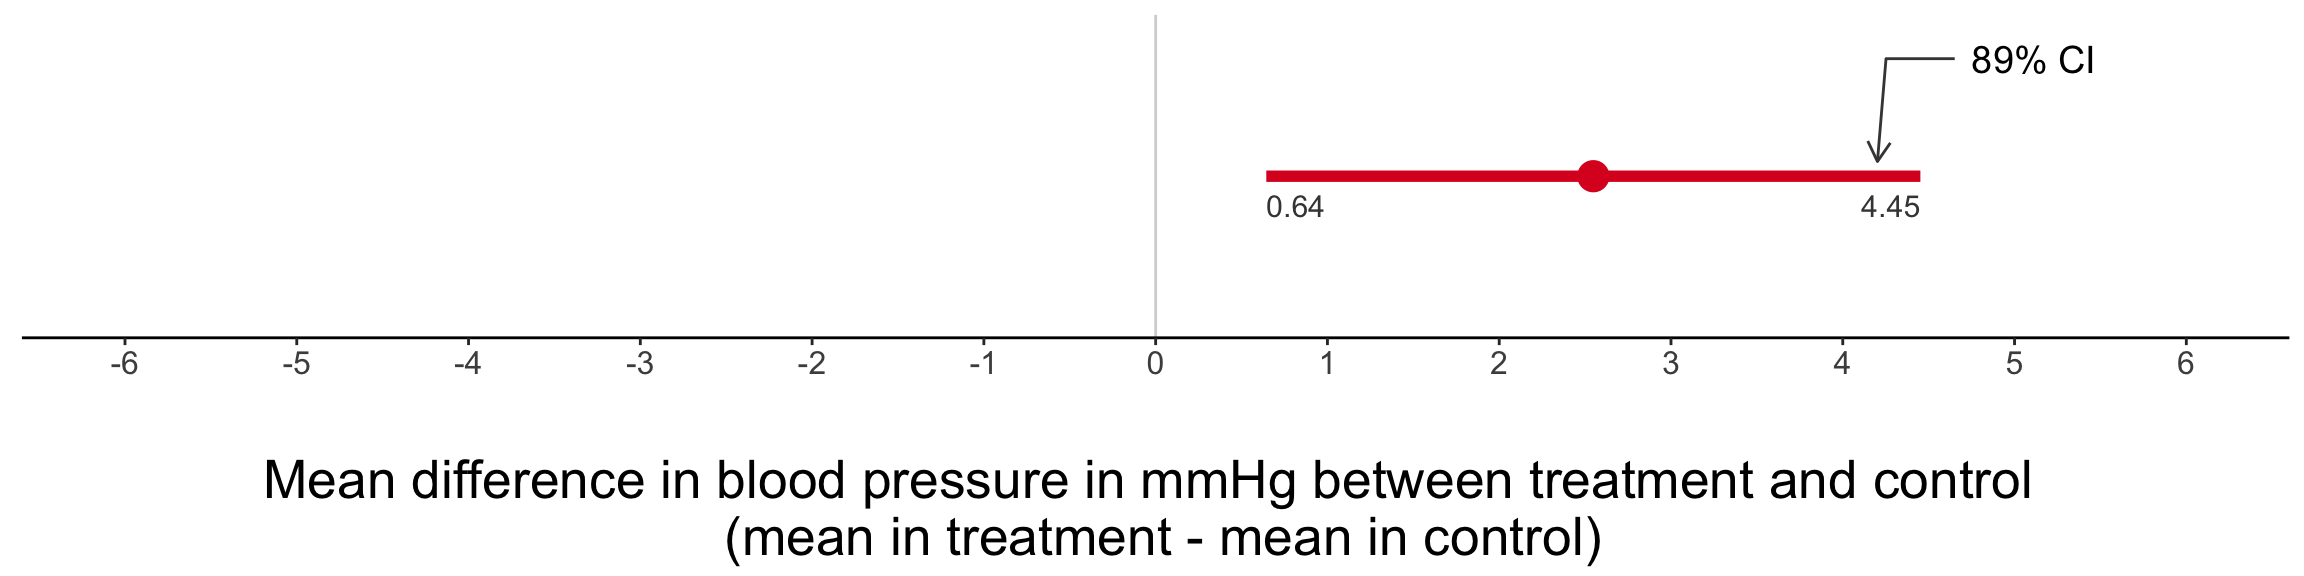 89% CI
0.64
4.45
-6 -5 -4 -3 -2 -1 0 1 2 3 4 5 6
Mean difference in blood pressure in mmHg between treatment and control
(mean in treatment - mean in control)